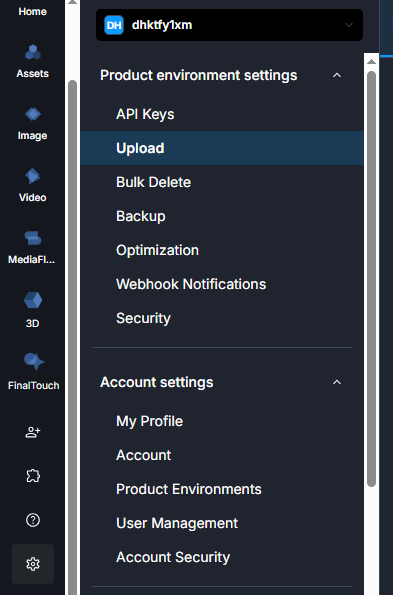 Home
Assets
Image
Video
MediaFl...
3D
FinalTouch
DH dhktfy1xm
Product environment settings
API Keys
Upload
Bulk Delete
Backup
Optimization
Webhook Notifications
Security
Account settings
My Profile
Account
Product Environments
User Management
Account Security